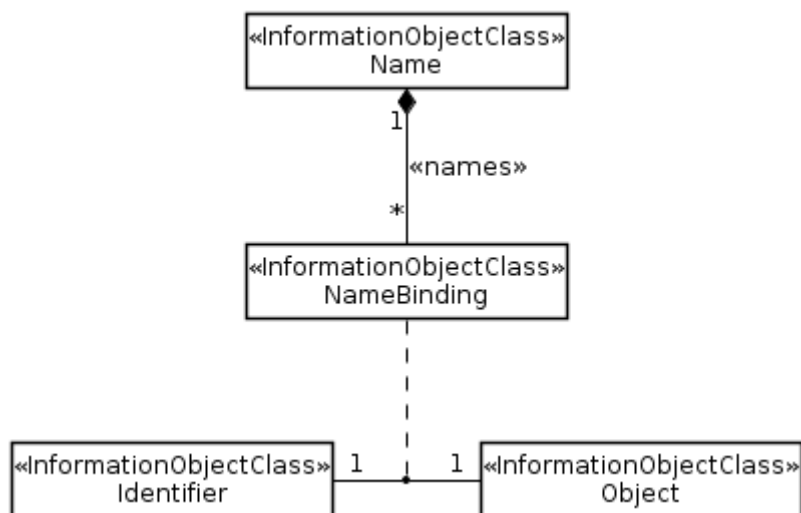 «InformationObjectClass»
Name
1
«names»
*
«InformationObjectClass»
NameBinding
«InformationObjectClass» 1 1 «InformationObjectClass»
Identifier Object